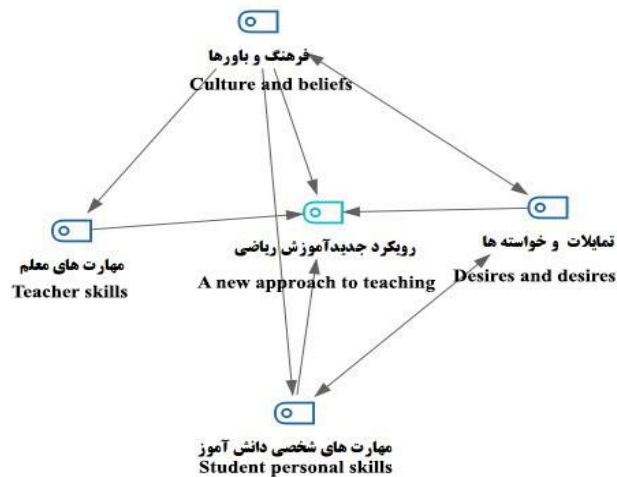 فرهنگ و باورها
Culture and beliefs
مهارت های معلم
Teacher skills
رویکرد جدیدآموزش ریاضی
A new approach to teaching
تمایلات و خواسته ها
Desires and desires
مهارت های شخصی دانش آموز
Student personal skills